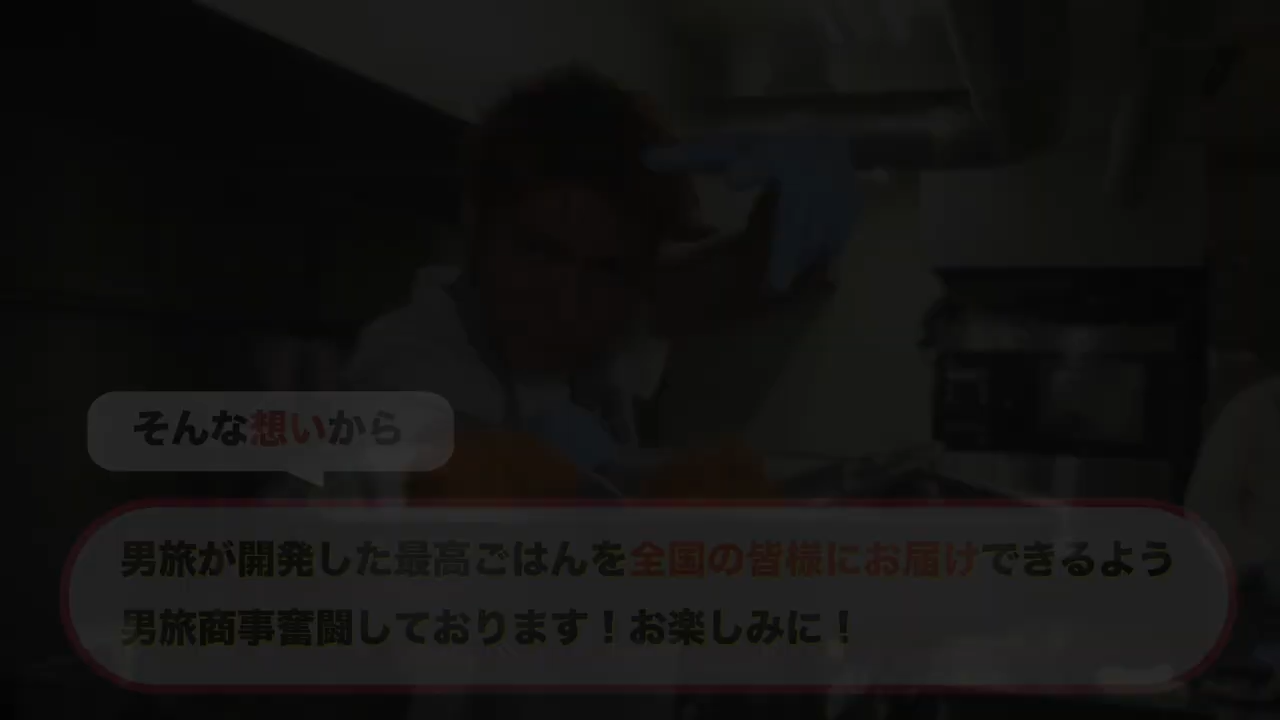 そんな想いから
男旅が開発した最高ごはんを全国の皆様にお届けできるよう
男旅商事奮闘しております！お楽しみに！